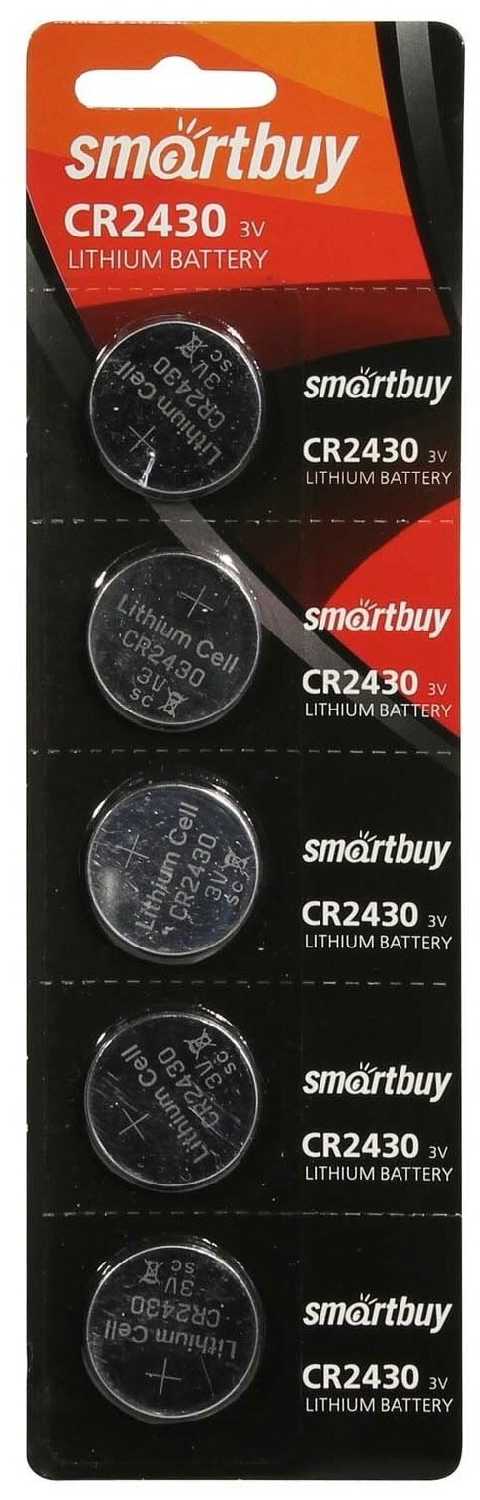 smartbuy
CR2430 3V
LITHIUM BATTERY
SC
3V
CR2430
Lithium Cell
+
smartbuy
CR2430 3V
LITHIUM BATTERY
+
Lithium Cell
CR2430
3V
SC
smartbuy
CR2430 3V
LITHIUM BATTERY
+
Lithium Cell
CR2430
3V
SC
smartbuy
CR2430 3V
LITHIUM BATTERY
SC
3V
CR2430
Lithium Cell
+
smartbuy
CR2430 3V
LITHIUM BATTERY
SC
3V
CR2430
Lithium Cell
+
smartbuy
CR2430 3V
LITHIUM BATTERY